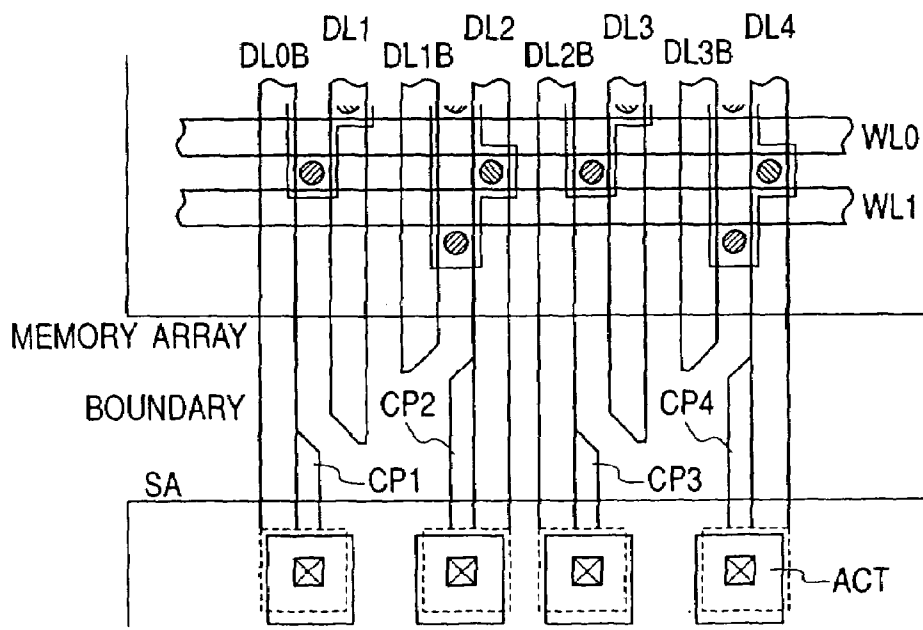 DL1 DL2 DL3 DL4
DL0B DL1B DL2B DL3B
WL0
WL1
MEMORY ARRAY
BOUNDARY
CP2 CP4
CP1 CP3
SA
ACT